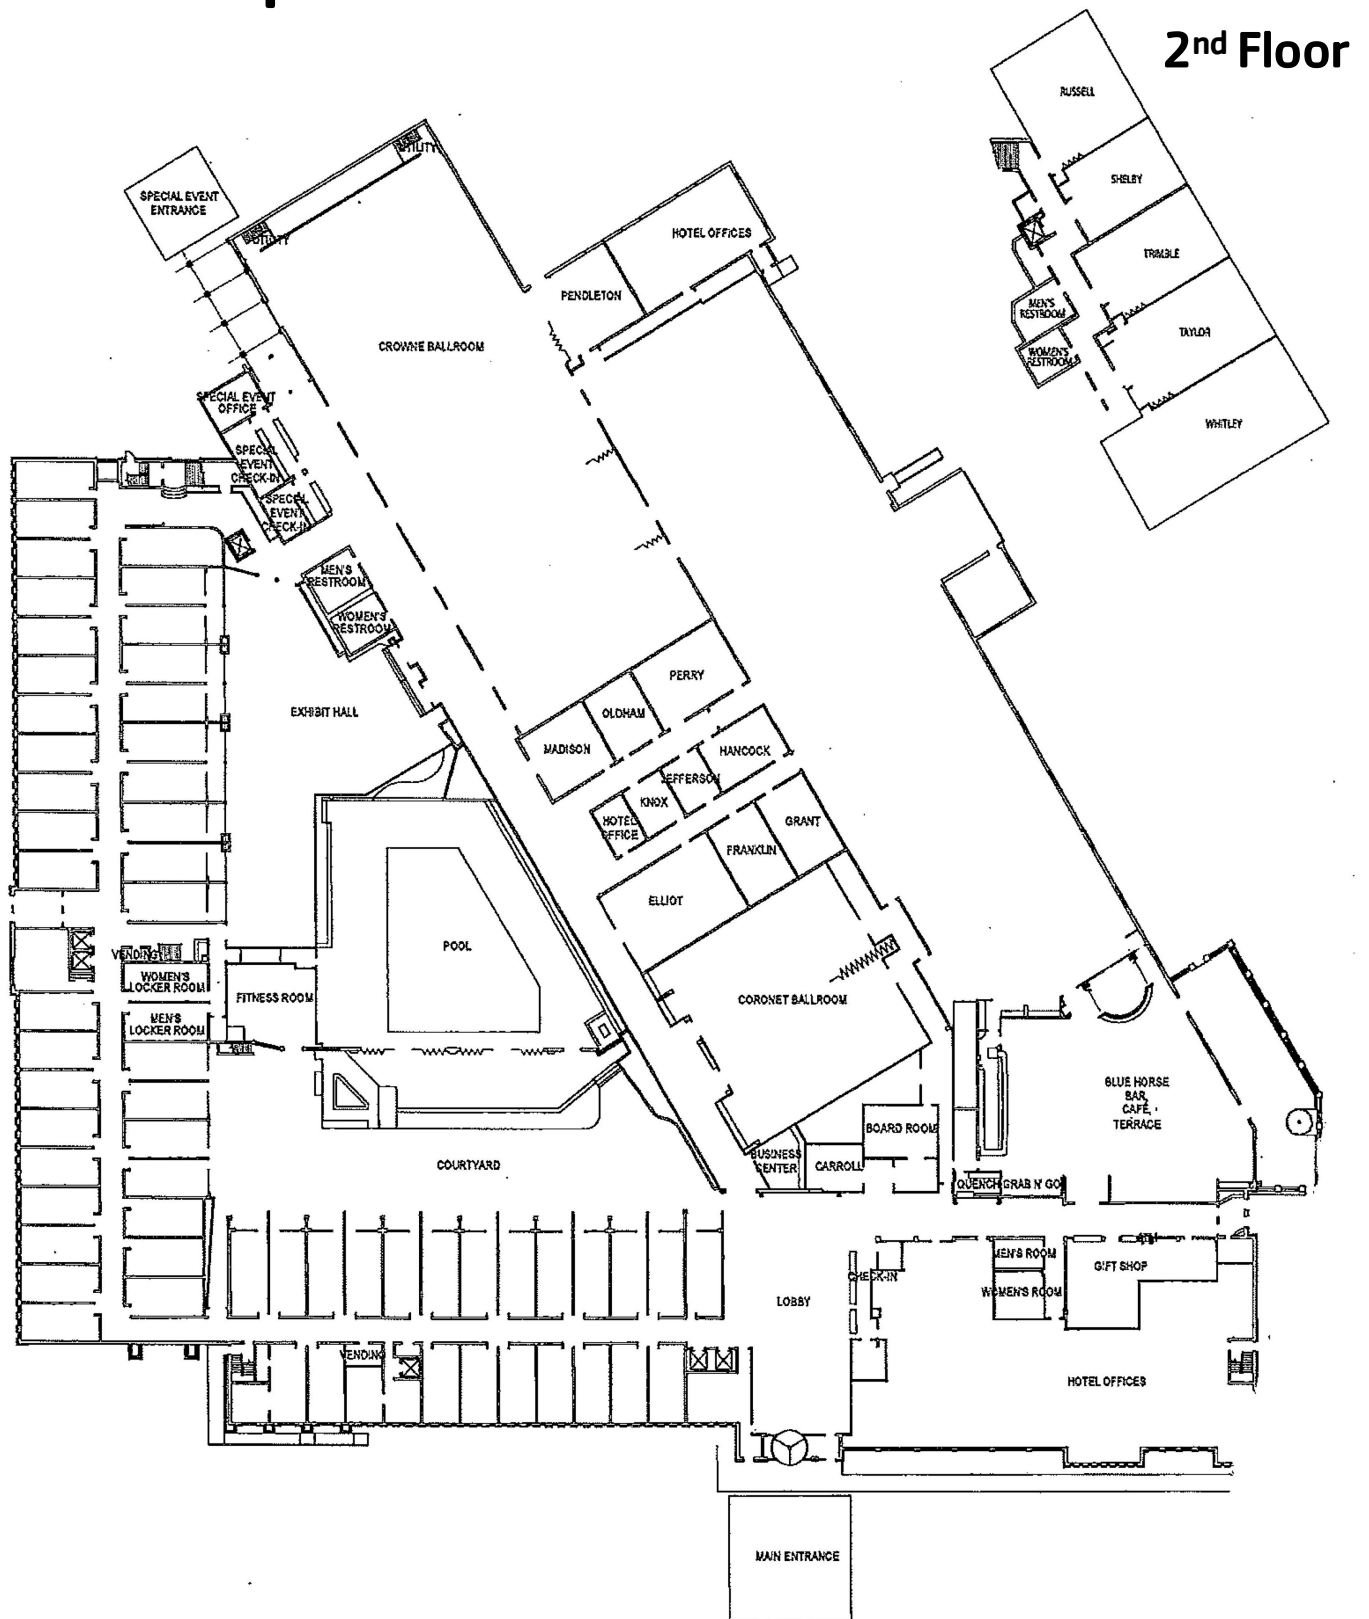 2nd Floor
RUSSELL
SHELBY
TRIMBLE
TAYLOR
WHITLEY
MEN'S
RESTROOM
WOMEN'S
RESTROOM
UTILITY
SPECIAL EVENT
ENTRANCE
UTILITY
HOTEL OFFICES
PENDLETON
CROWNE BALLROOM
SPECIAL EVENT
OFFICE
SPECIAL
EVENT
CHECK-IN
SPECIAL
EVENT
CHECK-IN
MEN'S
RESTROOM
WOMEN'S
RESTROOM
EXHIBIT HALL
PERRY
OLDHAM
MADISON
HANCOCK
JEFFERSON
KNOX
HOTEL
OFFICE
GRANT
FRANKLIN
ELLIOT
POOL
VENDING
WOMEN'S
LOCKER ROOM
FITNESS ROOM
MEN'S
LOCKER ROOM
CORONET BALLROOM
BLUE HORSE
BAR,
CAFÉ,
TERRACE
BOARD ROOM
BUSINESS
CENTER
CARROLL
COURTYARD
QUENCH
GRAB N' GO
MEN'S ROOM
GIFT SHOP
CHECK-IN
WOMEN'S ROOM
LOBBY
VENDING
HOTEL OFFICES
MAIN ENTRANCE